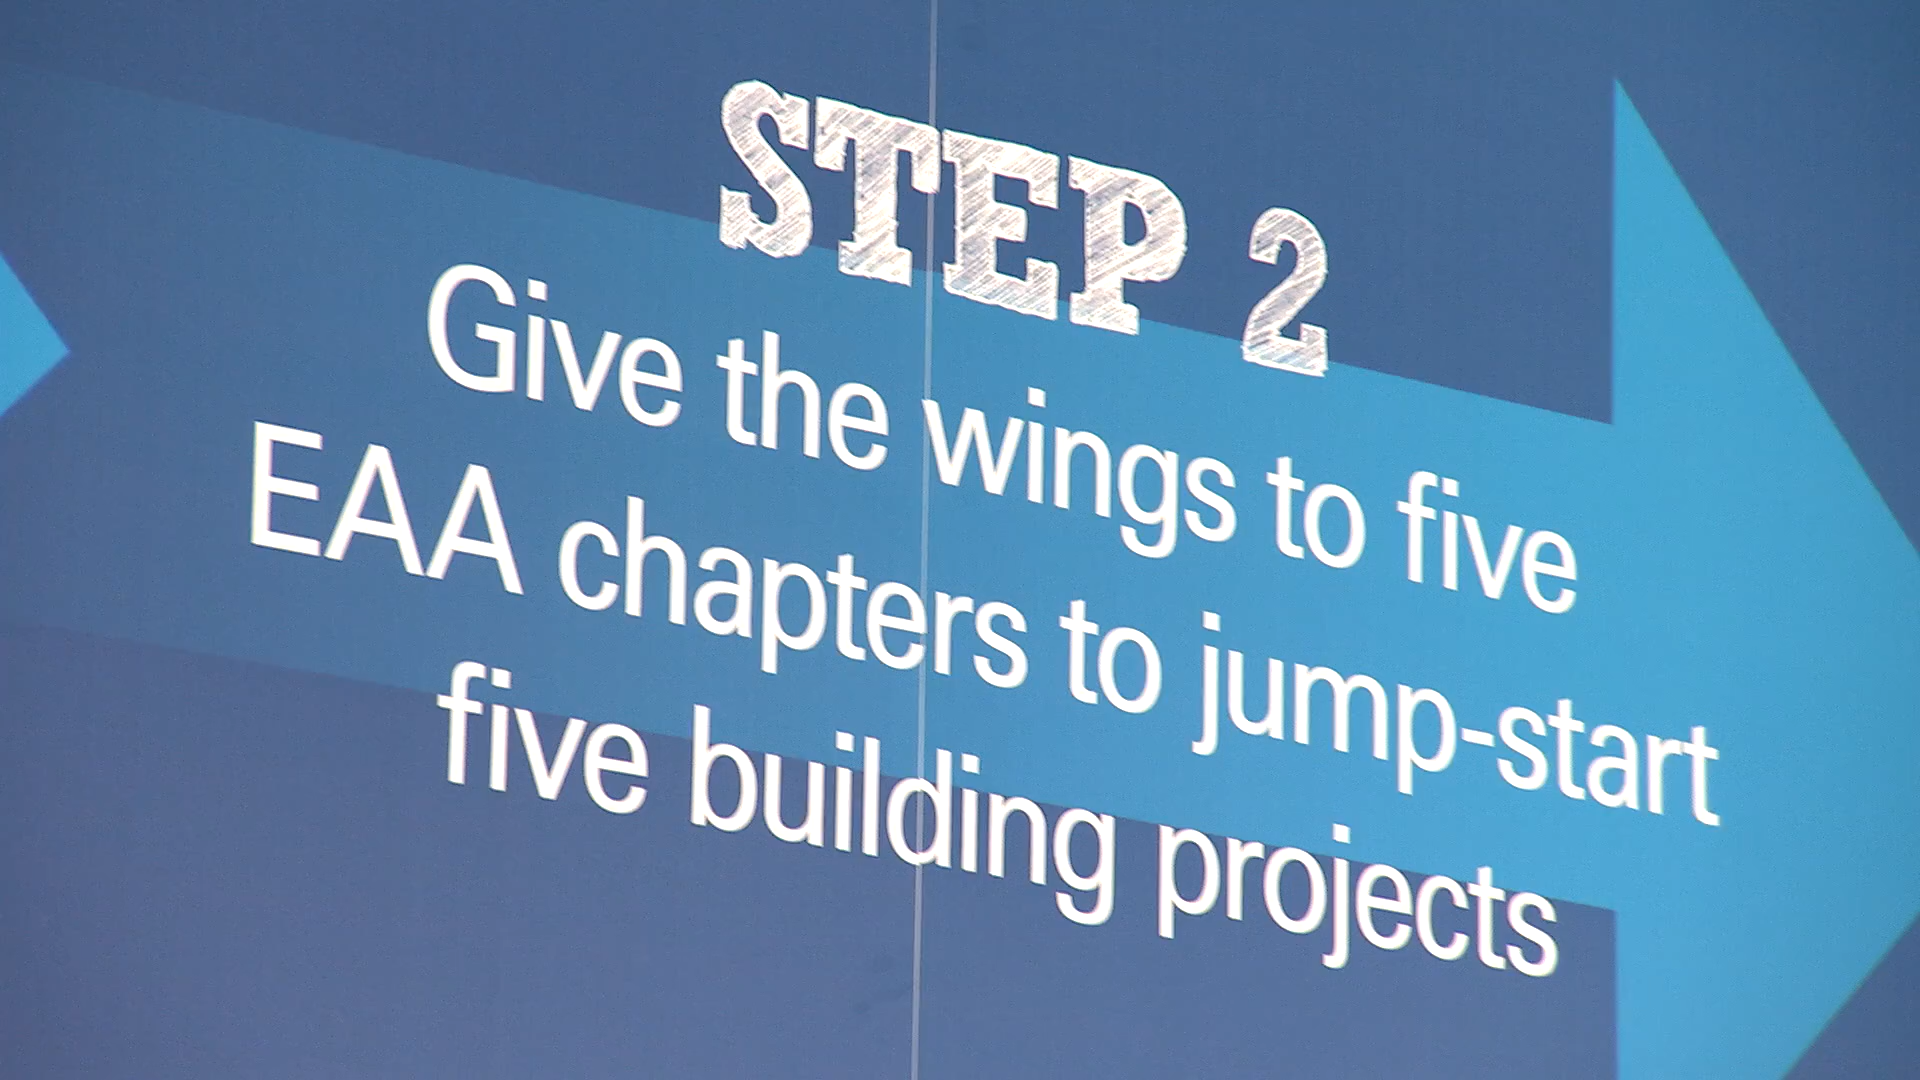 STEP 2
Give the wings to five
EAA chapters to jump-start
five building projects